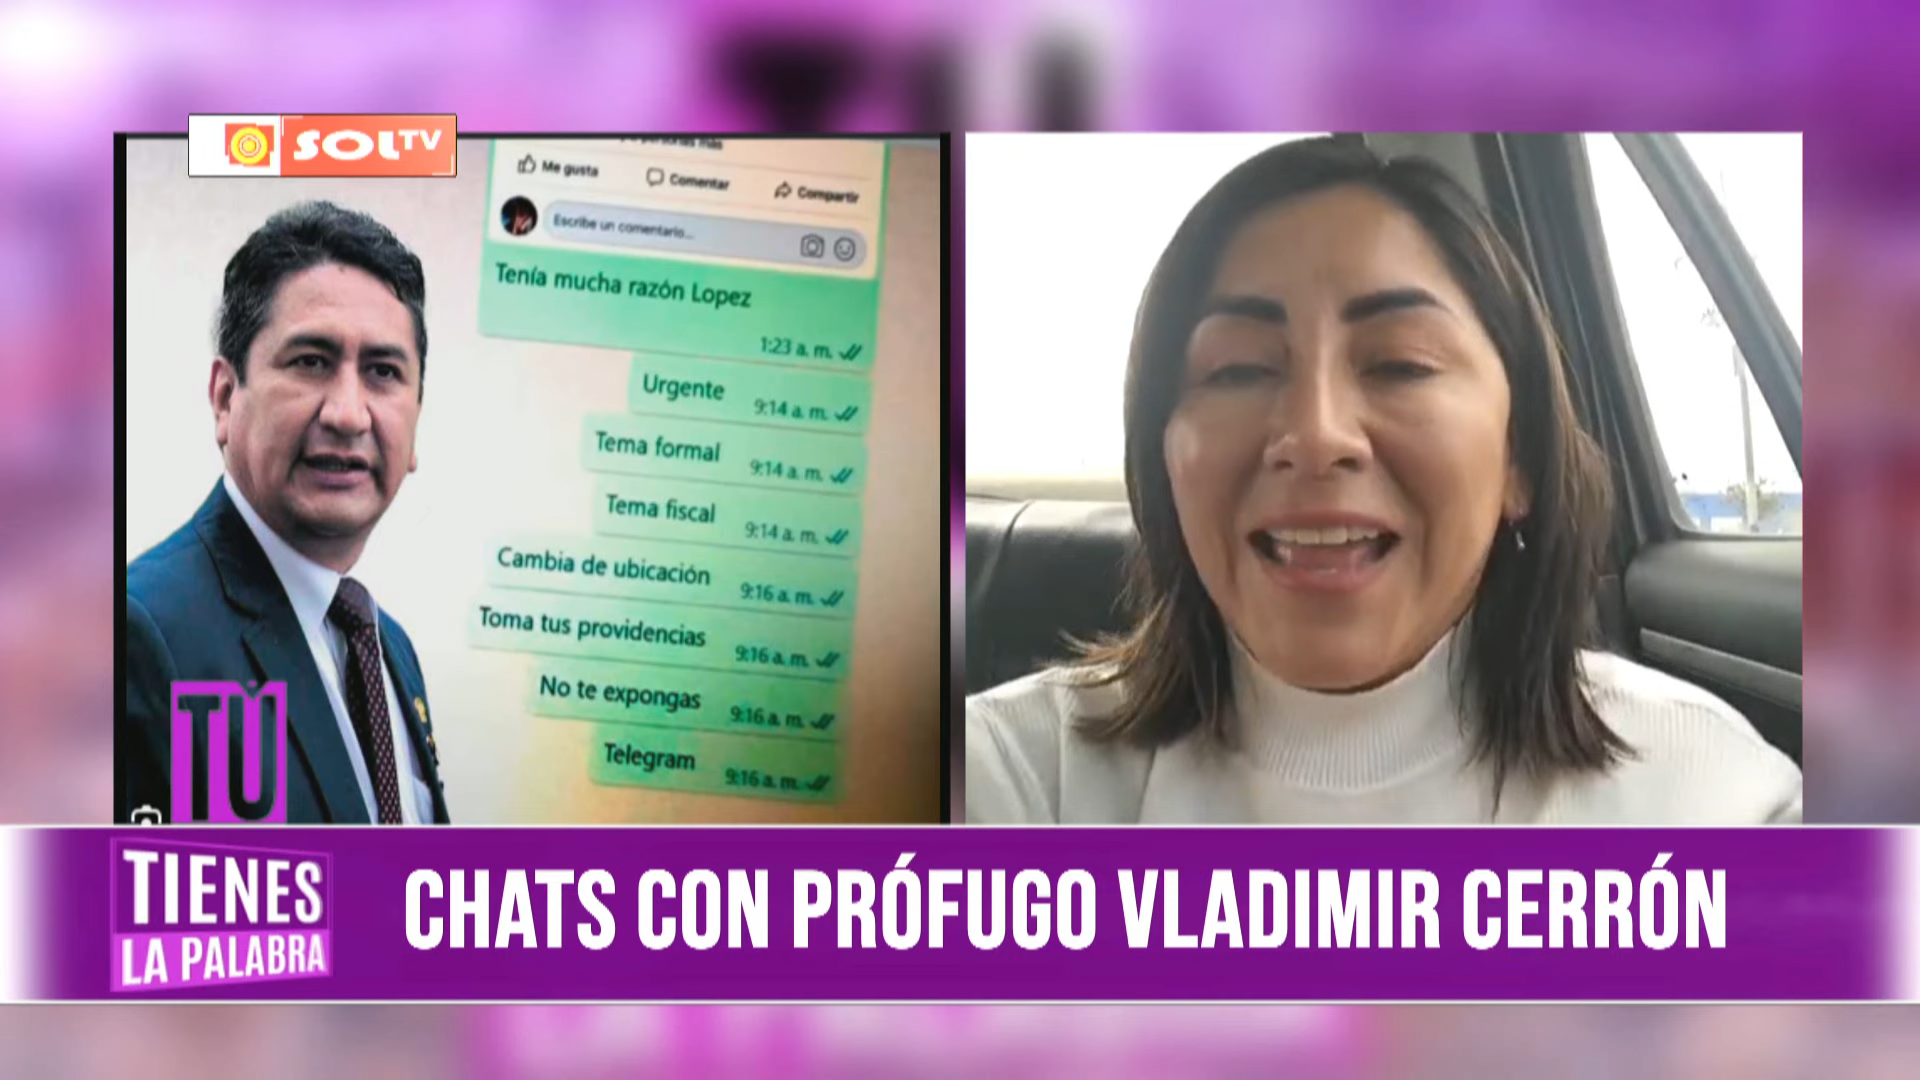 SOLTV
personas más
Me gusta
Comentar
Compartir
Escribe un comentario...
Tenía mucha razón Lopez
1:23 a. m.
Urgente
9:14 a. m.
Tema formal
9:14 a. m.
Tema fiscal
9:14 a. m.
Cambia de ubicación
9:16 a. m.
Toma tus providencias
9:16 a. m.
No te expongas
9:16 a. m.
Telegram
9:16 a. m.
TÚ
TIENES
LA PALABRA
CHATS CON PRÓFUGO VLADIMIR CERRÓN